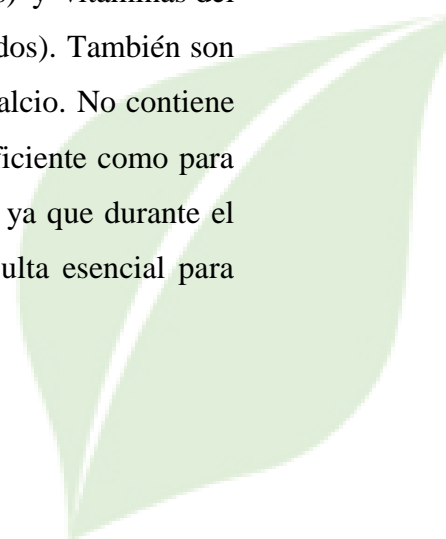 s) y vitaminas del
dos). También son
alcio. No contiene
ficiente como para
ya que durante el
ulta esencial para